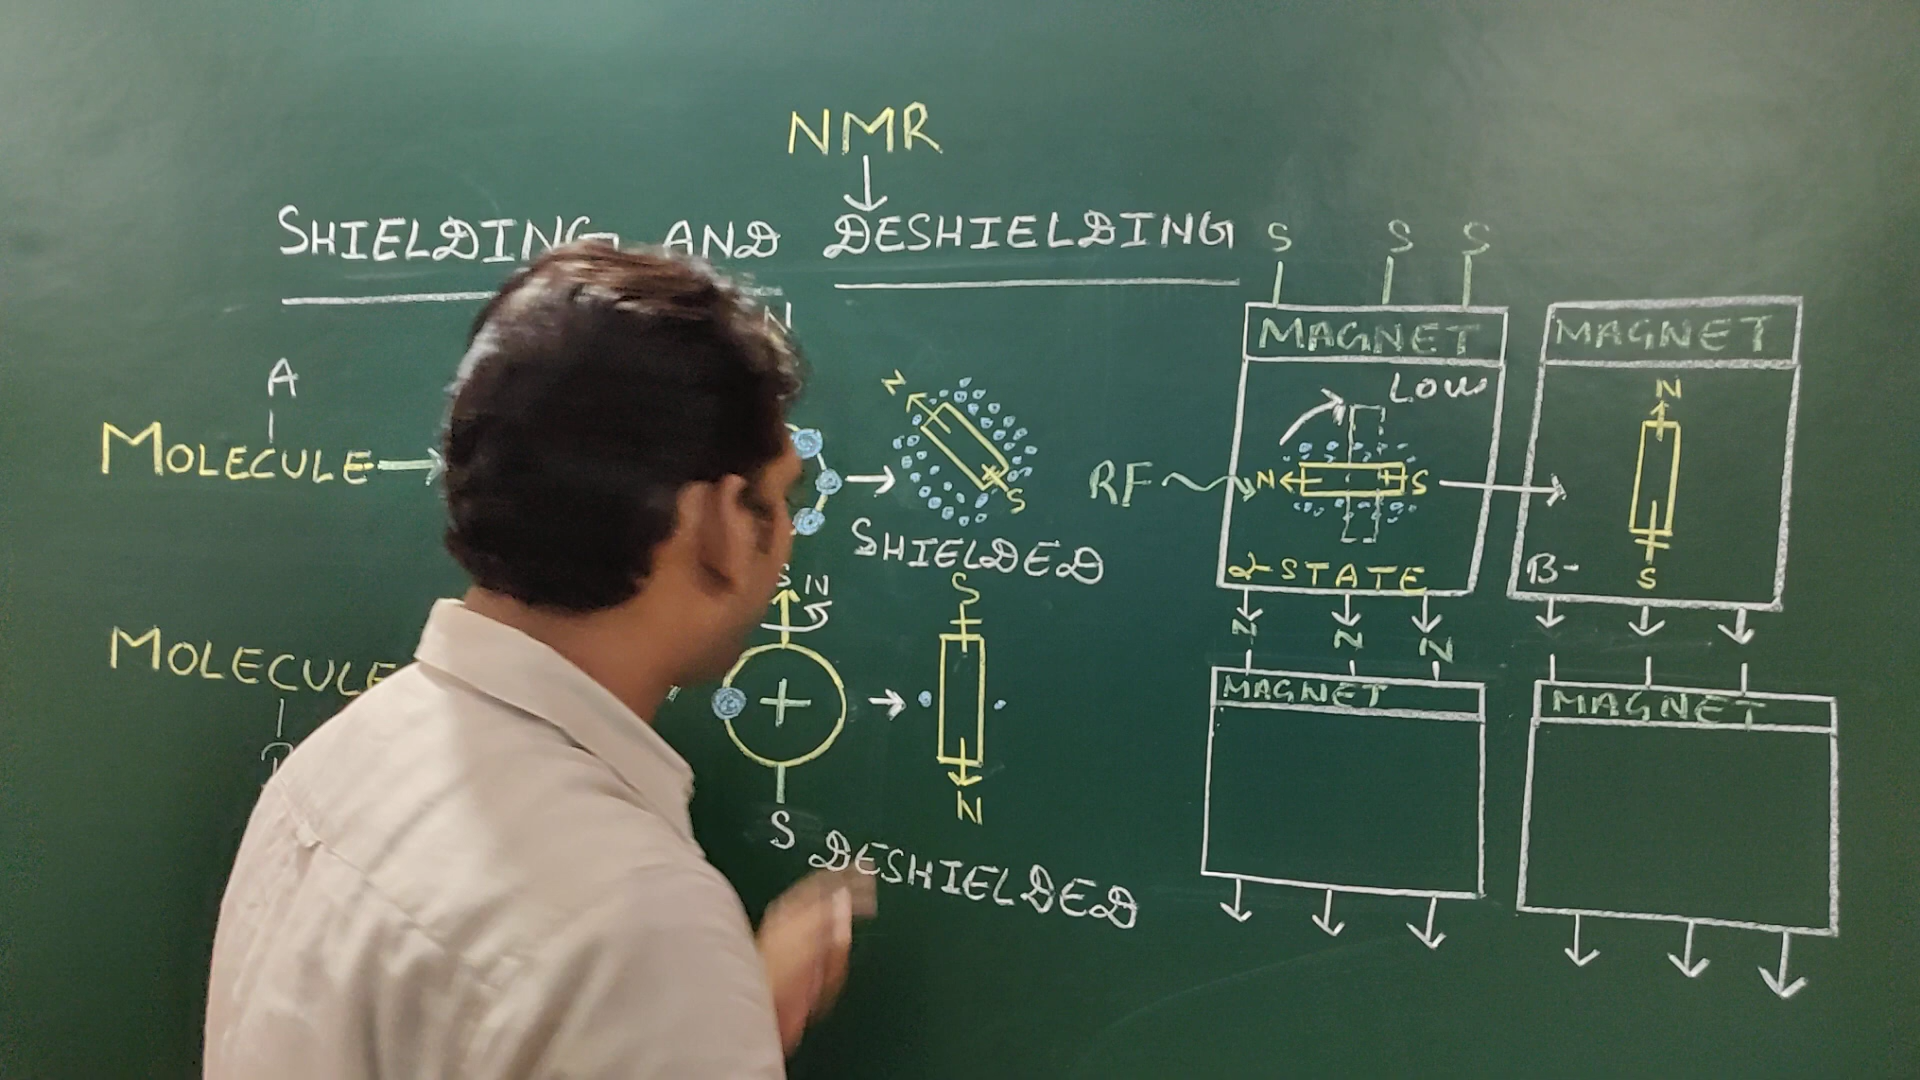 NMR
SHIELDING AND DESHIELDING
S S S
MAGNET
MAGNET
A
LOW
N
MOLECULE
N
S
RF
N
S
SHIELDED
α-STATE
β-
S
S
N
S
N N N
MOLECULE
MAGNET
MAGNET
N
S
DESHIELDED